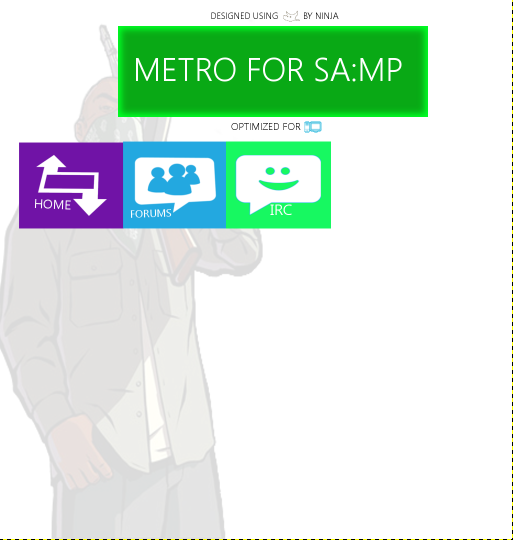 DESIGNED USING BY NINJA
METRO FOR SA:MP
OPTIMIZED FOR
HOME
FORUMS
IRC